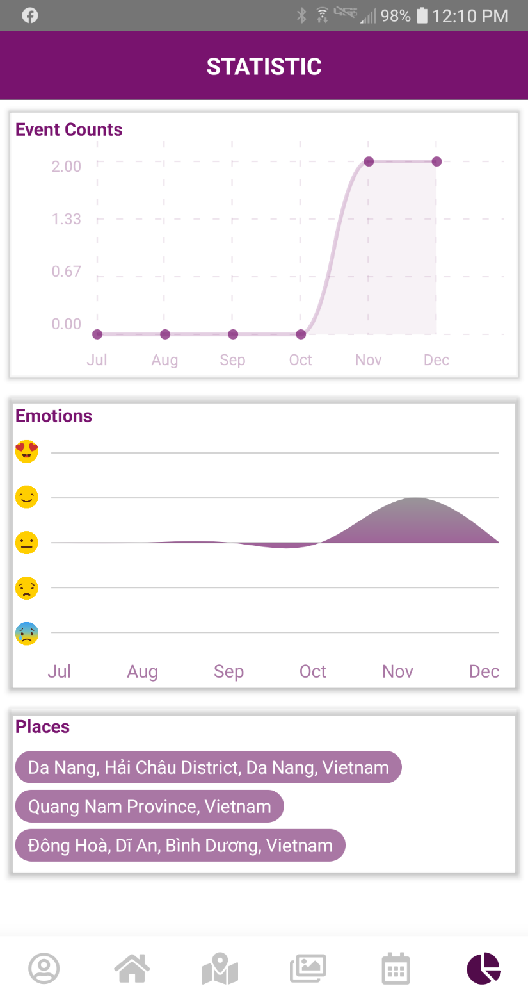 98% 12:10 PM
STATISTIC
Event Counts
2.00
1.33
0.67
0.00
Jul Aug Sep Oct Nov Dec
Emotions
Jul Aug Sep Oct Nov Dec
Places
Da Nang, Hải Châu District, Da Nang, Vietnam
Quang Nam Province, Vietnam
Đông Hoà, Dĩ An, Bình Dương, Vietnam